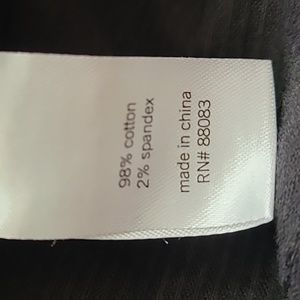 98% cotton
2% spandex
made in china
RN# 88083